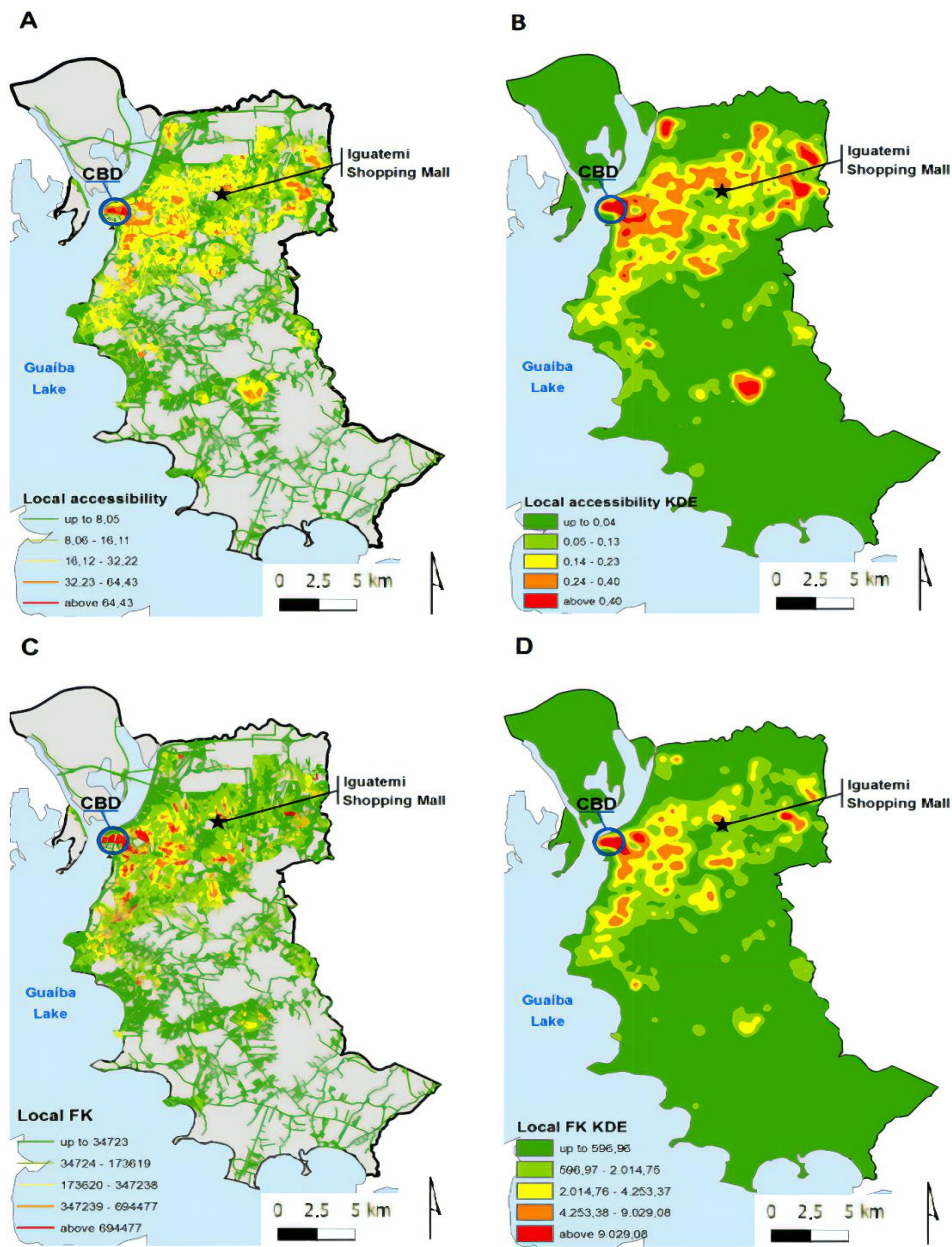 A
Iguatemi
Shopping Mall
CBD
Guaíba
Lake
Local accessibility
up to 8,05
8,06 - 16,11
16,12 - 32,22
32,23 - 64,43
above 64,43
0 2.5 5 km
B
Iguatemi
Shopping Mall
CBD
Guaíba
Lake
Local accessibility KDE
up to 0,04
0,05 - 0,13
0,14 - 0,23
0,24 - 0,40
above 0,40
0 2.5 5 km
C
Iguatemi
Shopping Mall
CBD
Guaíba
Lake
Local FK
up to 34723
34724 - 173619
173620 - 347238
347239 - 694477
above 694477
0 2.5 5 km
D
Iguatemi
Shopping Mall
CBD
Guaíba
Lake
Local FK KDE
up to 596,96
596,97 - 2.014,75
2.014,76 - 4.253,37
4.253,38 - 9.029,08
above 9 029,08
0 2.5 5 km